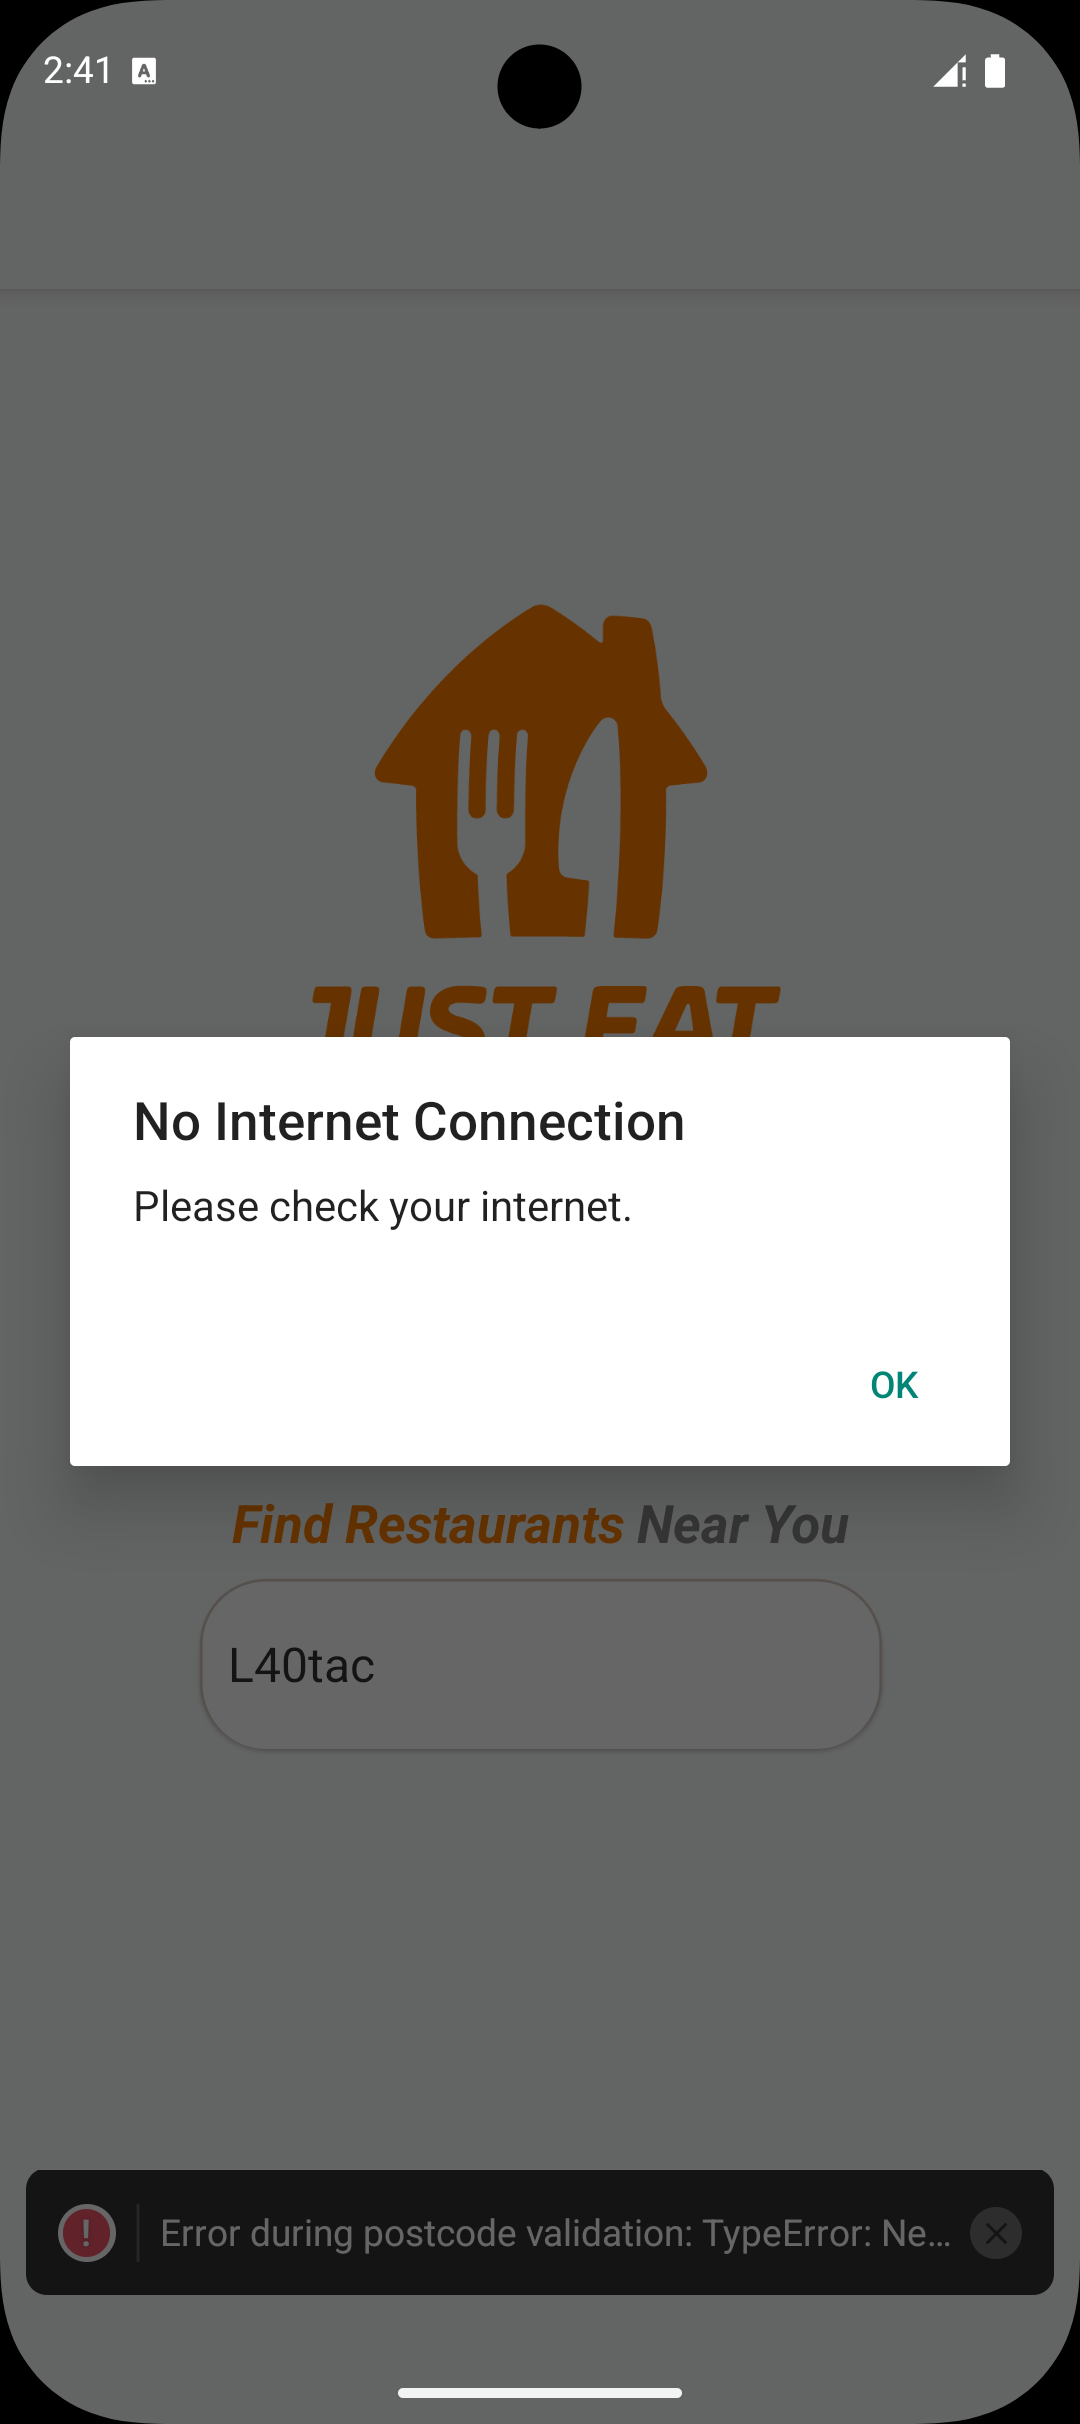 2:41
JUST EAT
No Internet Connection
Please check your internet.
OK
Find Restaurants Near You
L40tac
Error during postcode validation: TypeError: Ne...